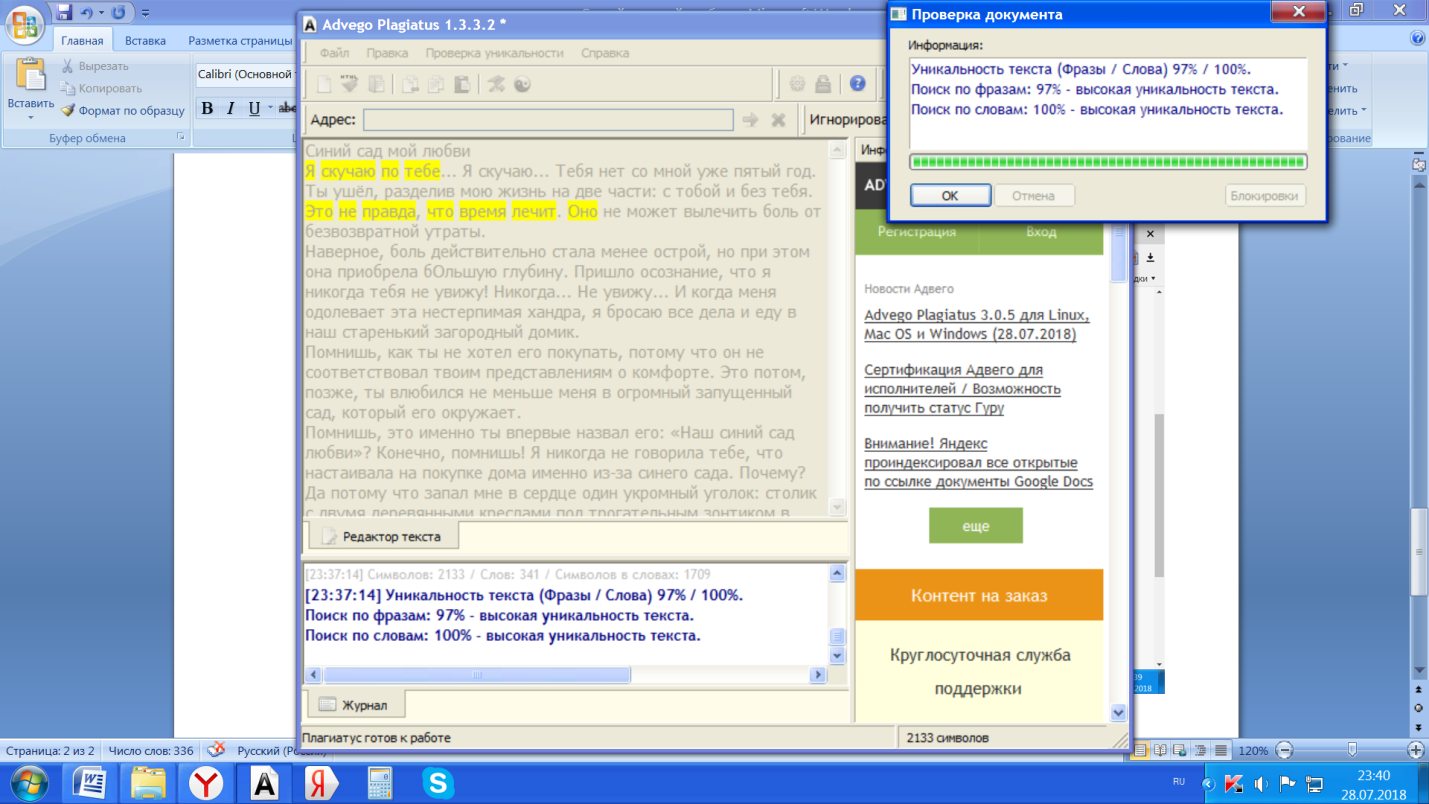 Главная Вставка Разметка страницы
Вставить
Вырезать
Копировать
Формат по образцу
Буфер обмена
Calibri (Основной
B I U abc
Advego Plagiatus 1.3.3.2 *
Файл Правка Проверка уникальности Справка
HTML
Адрес:
Синий сад мой любви
Я скучаю по тебе... Я скучаю... Тебя нет со мной уже пятый год.
Ты ушёл, разделив мою жизнь на две части: с тобой и без тебя.
Это не правда, что время лечит. Оно не может вылечить боль от
безвозвратной утраты.
Наверное, боль действительно стала менее острой, но при этом
она приобрела бОльшую глубину. Пришло осознание, что я
никогда тебя не увижу! Никогда... Не увижу... И когда меня
одолевает эта нестерпимая хандра, я бросаю все дела и еду в
наш старенький загородный домик.
Помнишь, как ты не хотел его покупать, потому что он не
соответствовал твоим представлениям о комфорте. Это потом,
позже, ты влюбился не меньше меня в огромный запущенный
сад, который его окружает.
Помнишь, это именно ты впервые назвал его: «Наш синий сад
любви»? Конечно, помнишь! Я никогда не говорила тебе, что
настаивала на покупке дома именно из-за синего сада. Почему?
Да потому что запал мне в сердце один укромный уголок: столик
с двумя деревянными креслами под трогательным зонтиком в
Редактор текста
[23:37:14] Символов: 2133 / Слов: 341 / Символов в словах: 1709
[23:37:14] Уникальность текста (Фразы / Слова) 97% / 100%.
Поиск по фразам: 97% - высокая уникальность текста.
Поиск по словам: 100% - высокая уникальность текста.
Журнал
Плагиатус готов к работе
2133 символов
Проверка документа
Информация:
Уникальность текста (Фразы / Слова) 97% / 100%.
Поиск по фразам: 97% - высокая уникальность текста.
Поиск по словам: 100% - высокая уникальность текста.
OK Отмена Блокировки
Регистрация Вход
Новости Адвего
Advego Plagiatus 3.0.5 для Linux,
Mac OS и Windows (28.07.2018)
Сертификация Адвего для
исполнителей / Возможность
получить статус Гуру
Внимание! Яндекс
проиндексировал все открытые
по ссылке документы Google Docs
еще
Контент на заказ
Круглосуточная служба
поддержки
Страница: 2 из 2 Число слов: 336 Русский (Россия)
120%
RU
23:40
28.07.2018